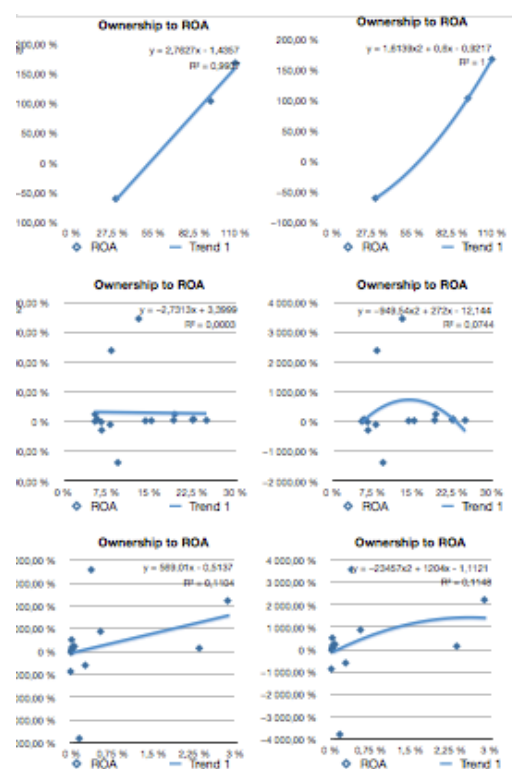 Ownership to ROA
y = 2,7627x - 1,4357
150,00 %
100,00 %
50,00 %
0 %
-50,00 %
100,00 %
0 % 27,5 % 55 % 82,5 % 110 %
ROA Trend 1
Ownership to ROA
200,00 %
150,00 %
100,00 %
50,00 %
0 %
-50,00 %
-100,00 %
0 % 27,5 % 55 % 82,5 % 110 %
ROA Trend 1
Ownership to ROA
y = -2,7313x + 3,3999
R² = 0,0003
0 %
0 % 7,5 % 15 % 22,5 % 30 %
ROA Trend 1
Ownership to ROA
y = -949,54x2 + 272x - 12,144
R² = 0,0744
4 000,00 %
3 000,00 %
1 000,00 %
0 %
-1 000,00 %
-2 000,00 %
0 % 7,5 % 15 % 22,5 % 30 %
ROA Trend 1
Ownership to ROA
y = 569,01x - 0,5137
R² = 0,1104
0 %
0 % 0,75 % 1,5 % 2,25 % 3 %
ROA Trend 1
Ownership to ROA
y = -23457x2 + 1204x - 1,1121
R² = 0,1148
4 000,00 %
3 000,00 %
2 000,00 %
1 000,00 %
0 %
-1 000,00 %
-2 000,00 %
-3 000,00 %
-4 000,00 %
0 % 0,75 % 1,5 % 2,25 % 3 %
ROA Trend 1